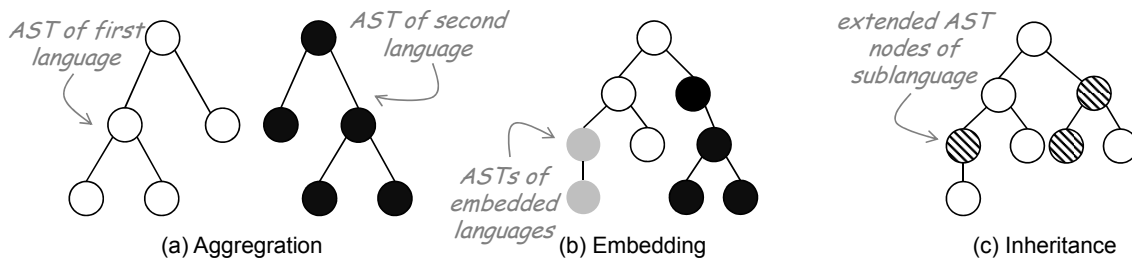 AST of first
language
AST of second
language
ASTs of
embedded
languages
extended AST
nodes of
sublanguage
(a) Aggregration
(b) Embedding
(c) Inheritance